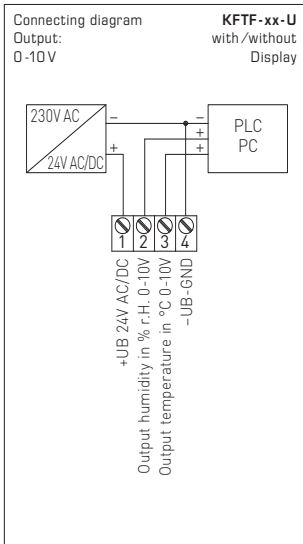 Connecting diagram
Output:
0-10 V
KFTF-xx-U
with/without
Display
230V AC
24V AC/DC
–
+
–
+
+
PLC
PC
1 2 3 4
+UB 24V AC/DC
Output humidity in % r.H. 0-10V
Output temperature in °C 0-10V
–UB-GND